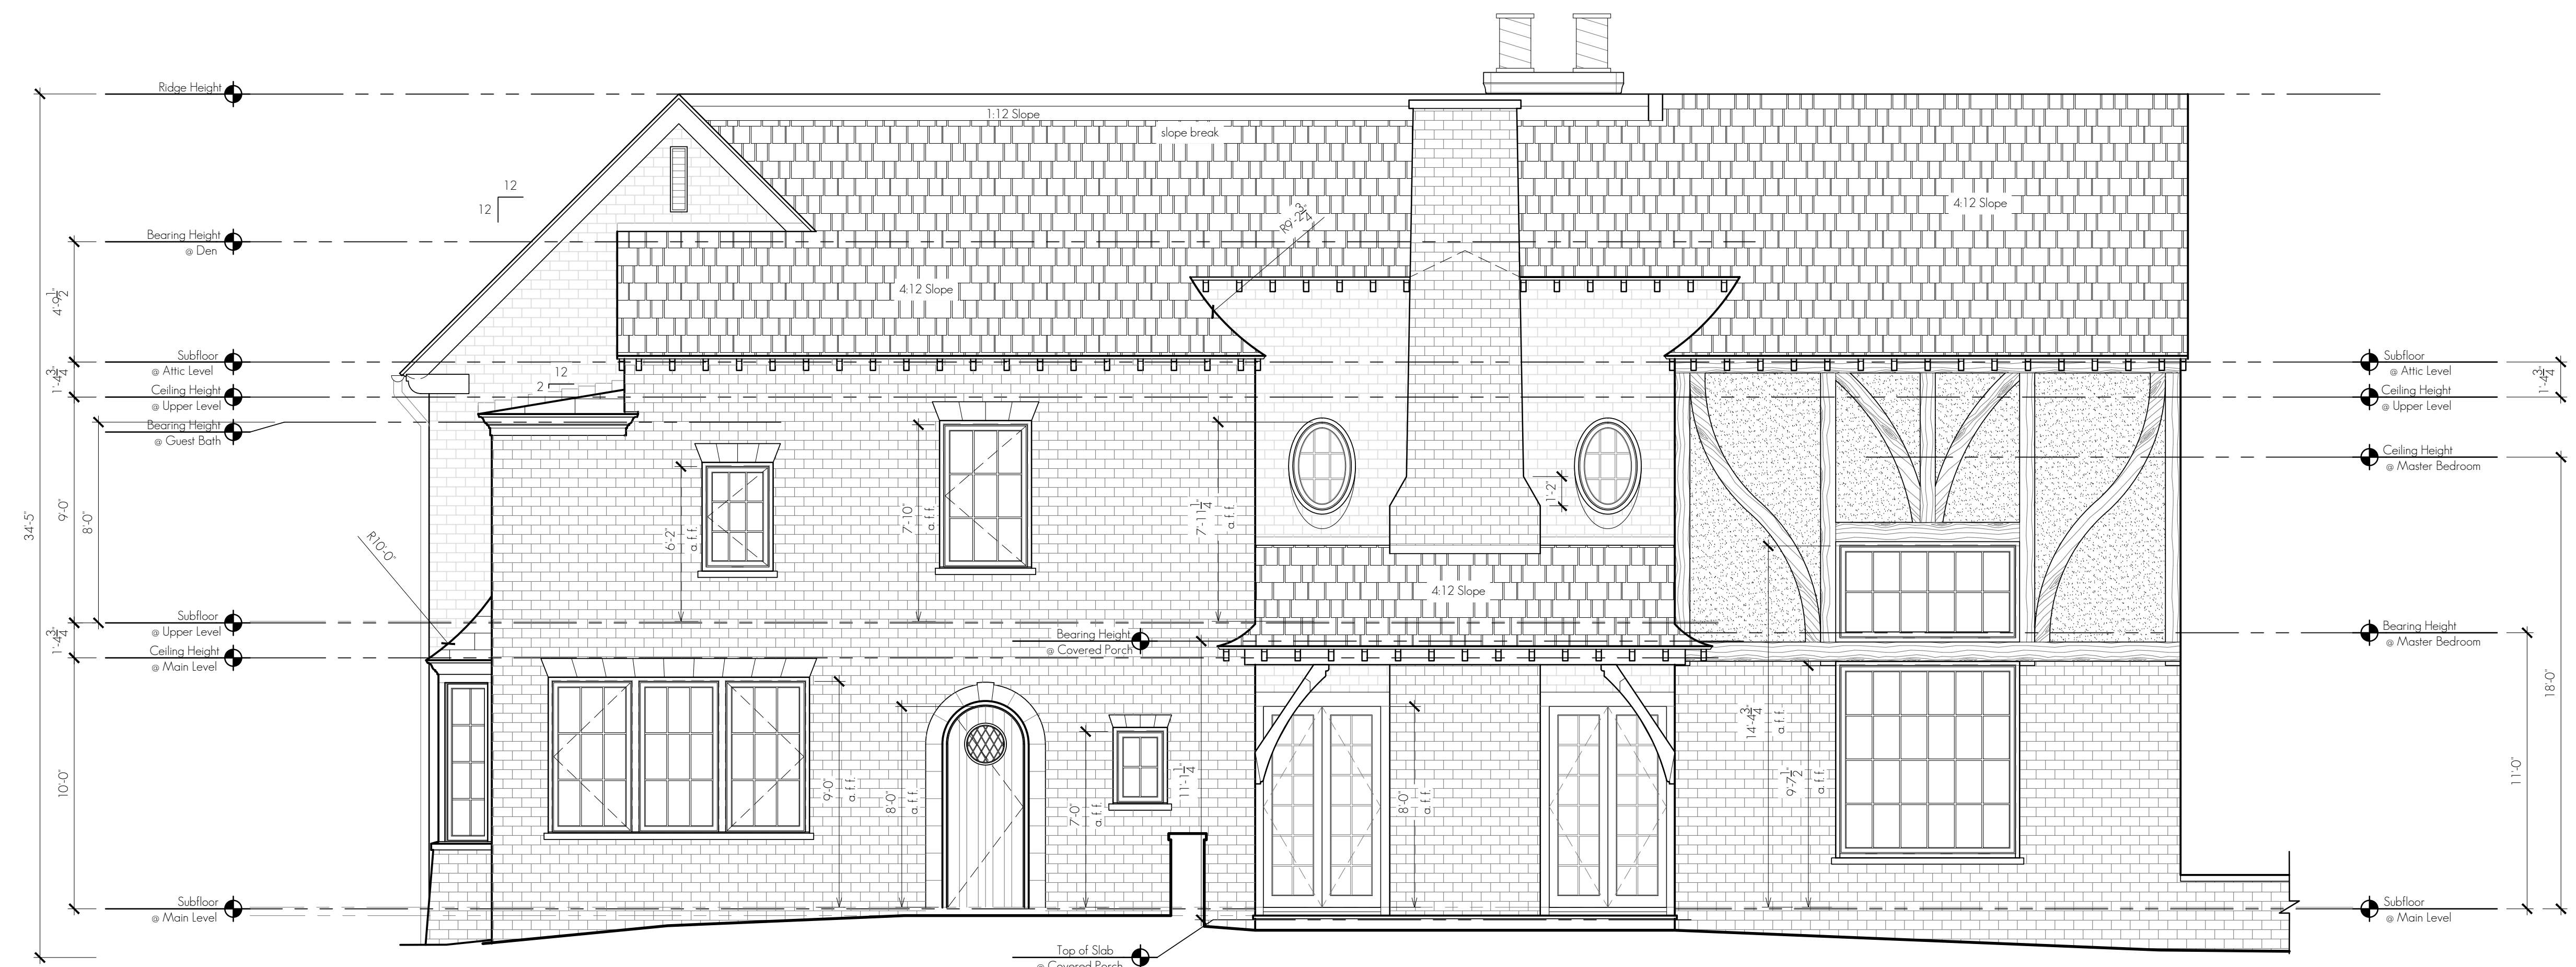 Ridge Height
1:12 Slope
slope break
12
12
4:12 Slope
R9'-2 3/4"
Bearing Height
@ Den
4:12 Slope
4'-9 1/2"
34'-5"
Subfloor
@ Attic Level
1'-4 3/4"
Ceiling Height
@ Upper Level
12
2
Bearing Height
@ Guest Bath
9'-0"
8'-0"
R10'-0"
6'-2"
a.f.f.
7'-10"
a.f.f.
7'-11 1/4"
a.f.f.
1'-2"
4:12 Slope
Subfloor
@ Attic Level
1'-4 3/4"
Ceiling Height
@ Upper Level
Ceiling Height
@ Master Bedroom
Subfloor
@ Upper Level
1'-4 3/4"
Ceiling Height
@ Main Level
Bearing Height
@ Covered Porch
Bearing Height
@ Master Bedroom
18'-0"
11'-0"
10'-0"
9'-0"
a.f.f.
8'-0"
a.f.f.
7'-0"
a.f.f.
11'-1 1/4"
8'-0"
a.f.f.
14'-4 3/4"
a.f.f.
9'-7 1/2"
a.f.f.
Subfloor
@ Main Level
Subfloor
@ Main Level
Top of Slab
@ Covered Porch